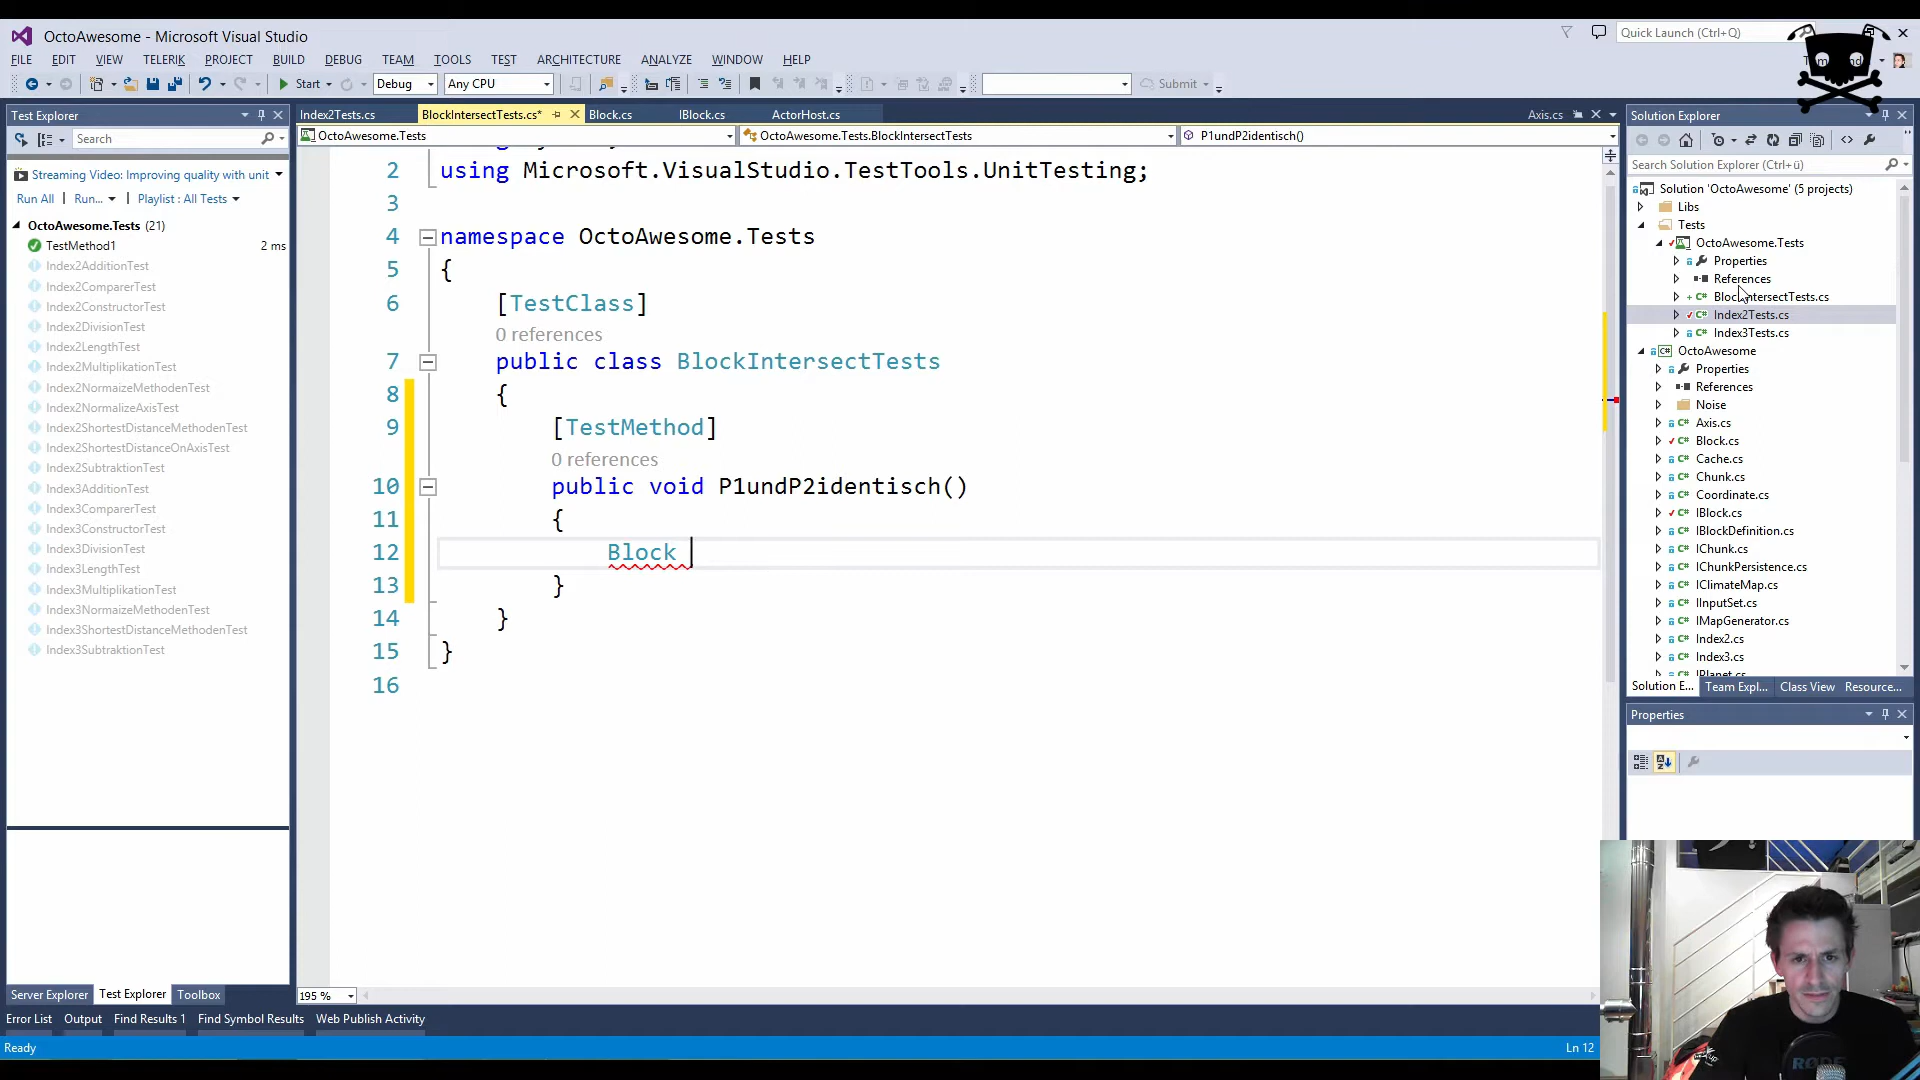 OctoAwesome - Microsoft Visual Studio
Quick Launch (Ctrl+Q)
FILE EDIT VIEW TELERIK PROJECT BUILD DEBUG TEAM TOOLS TEST ARCHITECTURE ANALYZE WINDOW HELP
Start Debug Any CPU Submit
Test Explorer
Search
Streaming Video: Improving quality with unit
Run All Run... Playlist : All Tests
OctoAwesome.Tests (21)
TestMethod1 2 ms
Index2AdditionTest
Index2ComparerTest
Index2ConstructorTest
Index2DivisionTest
Index2LengthTest
Index2MultiplikationTest
Index2NormaizeMethodenTest
Index2NormalizeAxisTest
Index2ShortestDistanceMethodenTest
Index2ShortestDistanceOnAxisTest
Index2SubtraktionTest
Index3AdditionTest
Index3ComparerTest
Index3ConstructorTest
Index3DivisionTest
Index3LengthTest
Index3MultiplikationTest
Index3NormaizeMethodenTest
Index3ShortestDistanceMethodenTest
Index3SubtraktionTest
Server Explorer Test Explorer Toolbox
Index2Tests.cs BlockIntersectTests.cs* Block.cs IBlock.cs ActorHost.cs Axis.cs
OctoAwesome.Tests OctoAwesome.Tests.BlockIntersectTests P1undP2identisch()
2 using Microsoft.VisualStudio.TestTools.UnitTesting;
3
4 namespace OctoAwesome.Tests
5 {
6 [TestClass]
0 references
7 public class BlockIntersectTests
8 {
9 [TestMethod]
0 references
10 public void P1undP2identisch()
11 {
12 Block
13 }
14 }
15 }
16
195 %
Solution Explorer
Search Solution Explorer (Ctrl+ü)
Solution 'OctoAwesome' (5 projects)
Libs
Tests
OctoAwesome.Tests
Properties
References
BlockIntersectTests.cs
Index2Tests.cs
Index3Tests.cs
OctoAwesome
Properties
References
Noise
Axis.cs
Block.cs
Cache.cs
Chunk.cs
Coordinate.cs
IBlock.cs
IBlockDefinition.cs
IChunk.cs
IChunkPersistence.cs
IClimateMap.cs
IInputSet.cs
IMapGenerator.cs
Index2.cs
Index3.cs
IPlanet.cs
Solution E... Team Expl... Class View Resource...
Properties
Error List Output Find Results 1 Find Symbol Results Web Publish Activity
Ready Ln 12
RØDE